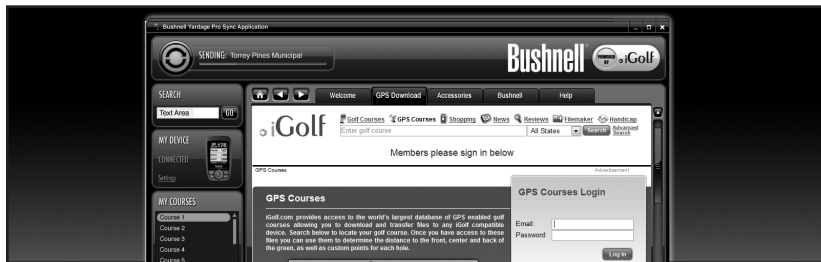 Bushnell Yardage Pro Sync Application
SENDING: Torrey Pines Municipal
Bushnell
POWERED BY iGolf
SEARCH
Text Area GO
MY DEVICE
CONNECTED
Settings
MY COURSES
Course 1
Course 2
Course 3
Course 4
Course 5
Welcome GPS Download Accessories Bushnell Help
iGolf
Golf Courses GPS Courses Shopping News Reviews Filemaker Handicap
Enter golf course All States Search Advanced Search
Members please sign in below
GPS Courses Advertisement
GPS Courses
iGolf.com provides access to the world's largest database of GPS enabled golf
courses allowing you to download and transfer files to any iGolf compatible
device. Search below to locate your golf course. Once you have access to these
files you can use them to determine the distance to the front, center and back of
the green, as well as custom points for each hole.
GPS Courses Login
Email:
Password:
Log In